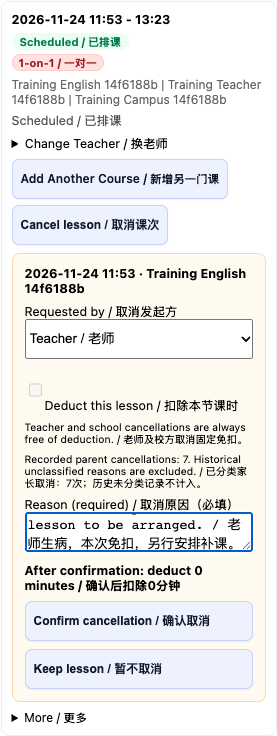 2026-11-24 11:53 - 13:23
Scheduled / 已排课
1-on-1 / 一对一
Training English 14f6188b | Training Teacher
14f6188b | Training Campus 14f6188b
Scheduled / 已排课
▶ Change Teacher / 换老师
Add Another Course / 新增另一门课
Cancel lesson / 取消课次
2026-11-24 11:53 · Training English
14f6188b
Requested by / 取消发起方
Teacher / 老师
Deduct this lesson / 扣除本节课时
Teacher and school cancellations are always
free of deduction. / 老师及校方取消固定免扣。
Recorded parent cancellations: 7. Historical
unclassified reasons are excluded. / 已分类家
长取消：7次；历史未分类记录不计入。
Reason (required) / 取消原因（必填）
lesson to be arranged. / 老
师生病，本次免扣，另行安排补课。
After confirmation: deduct 0
minutes / 确认后扣除0分钟
Confirm cancellation / 确认取消
Keep lesson / 暂不取消
▶ More / 更多